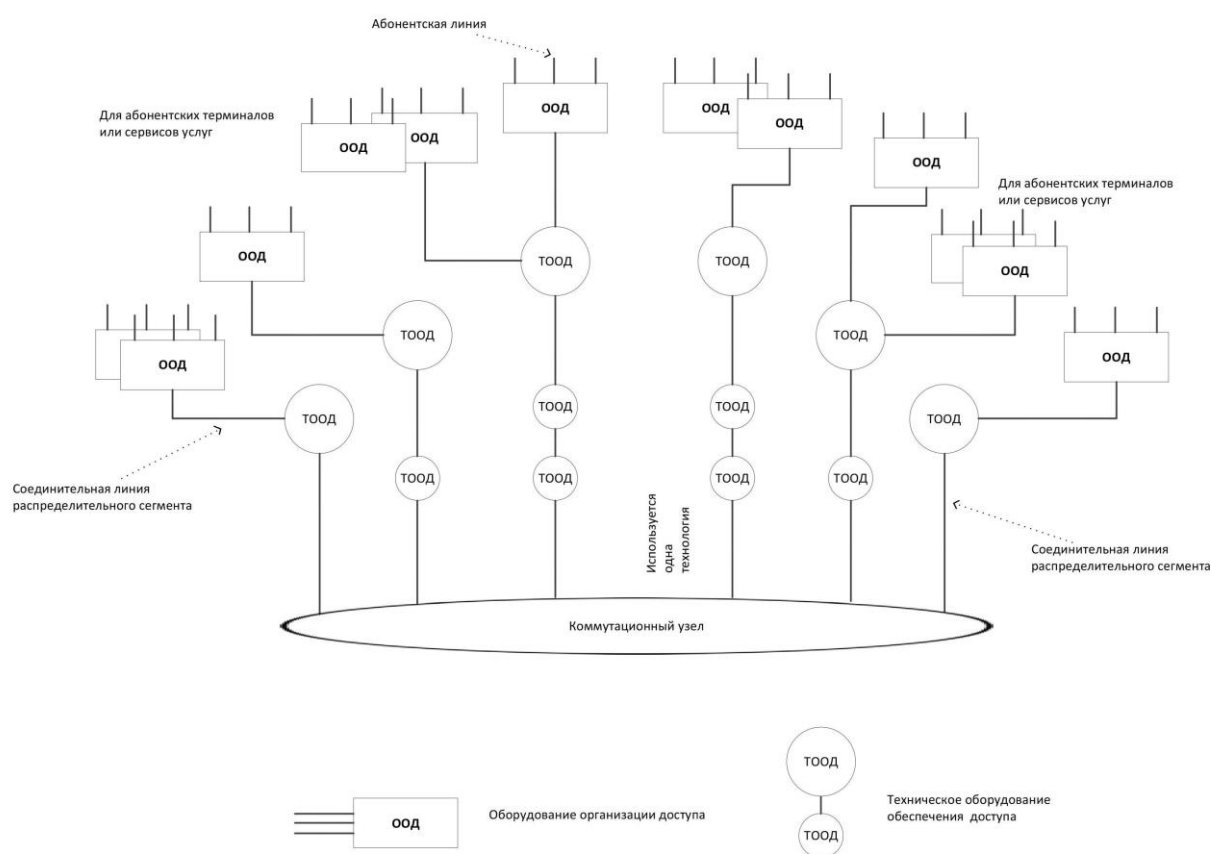 Абонентская линия
ООД
ООД
Для абонентских терминалов
или сервисов услуг
ООД
ООД
ООД
ООД
Для абонентских терминалов
или сервисов услуг
ООД
ТООД
ТООД
ООД
ТООД
ТООД
ООД
ООД
ТООД
ТООД
ТООД
ТООД
Соединительная линия
распределительного сегмента
ТООД
ТООД
ТООД
ТООД
Используется
одна
технология
Соединительная линия
распределительного сегмента
Коммутационный узел
ТООД
ООД
Оборудование организации доступа
Техническое оборудование
обеспечения доступа
ТООД